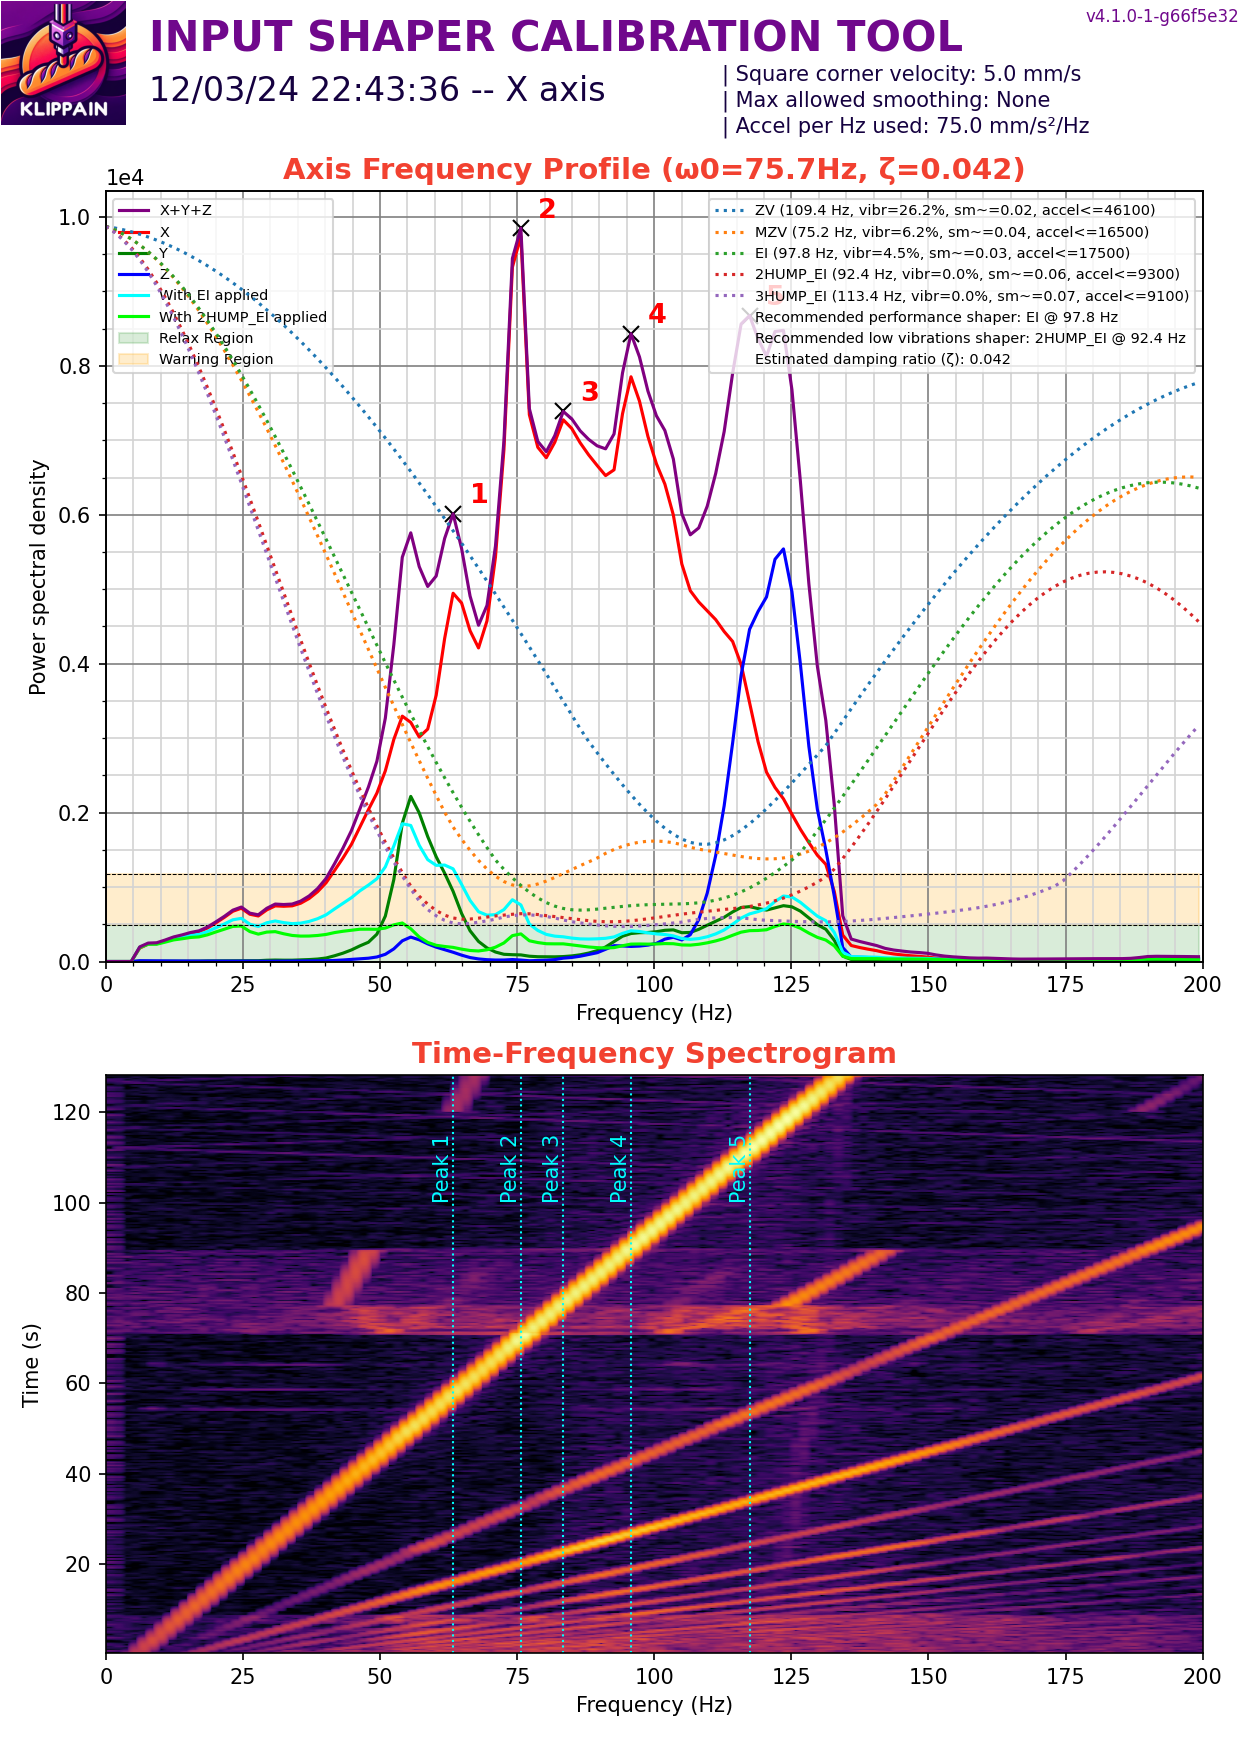 v4.1.0-1-g66f5e32
INPUT SHAPER CALIBRATION TOOL
12/03/24 22:43:36 -- X axis
| Square corner velocity: 5.0 mm/s
| Max allowed smoothing: None
| Accel per Hz used: 75.0 mm/s²/Hz
KLIPPAIN
Axis Frequency Profile (ω0=75.7Hz, ζ=0.042)
1e4
X+Y+Z
X
Y
Z
With EI applied
With 2HUMP_EI applied
Relax Region
Warning Region
ZV (109.4 Hz, vibr=26.2%, sm~=0.02, accel<=46100)
MZV (75.2 Hz, vibr=6.2%, sm~=0.04, accel<=16500)
EI (97.8 Hz, vibr=4.5%, sm~=0.03, accel<=17500)
2HUMP_EI (92.4 Hz, vibr=0.0%, sm~=0.06, accel<=9300)
3HUMP_EI (113.4 Hz, vibr=0.0%, sm~=0.07, accel<=9100)
Recommended performance shaper: EI @ 97.8 Hz
Recommended low vibrations shaper: 2HUMP_EI @ 92.4 Hz
Estimated damping ratio (ζ): 0.042
1
2
3
4
5
Power spectral density
1.0
0.8
0.6
0.4
0.2
0.0
0 25 50 75 100 125 150 175 200
Frequency (Hz)
Time-Frequency Spectrogram
Time (s)
120
100
80
60
40
20
Peak 1
Peak 2
Peak 3
Peak 4
Peak 5
0 25 50 75 100 125 150 175 200
Frequency (Hz)